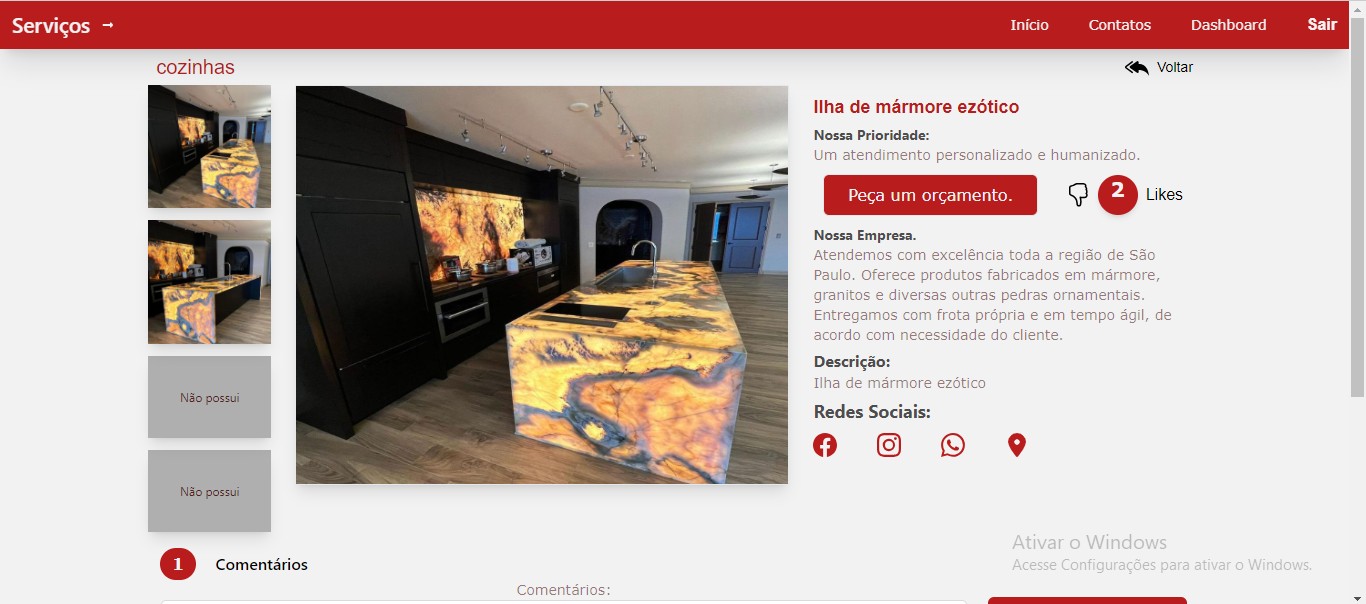 Serviços →
Início
Contatos
Dashboard
Sair
cozinhas
Voltar
Não possui
Não possui
Ilha de mármore ezótico
Nossa Prioridade:
Um atendimento personalizado e humanizado.
Peça um orçamento.
2
Likes
Nossa Empresa.
Atendemos com excelência toda a região de São
Paulo. Oferece produtos fabricados em mármore,
granitos e diversas outras pedras ornamentais.
Entregamos com frota própria e em tempo ágil, de
acordo com necessidade do cliente.
Descrição:
Ilha de mármore ezótico
Redes Sociais:
1
Comentários
Comentários:
Ativar o Windows
Acesse Configurações para ativar o Windows.